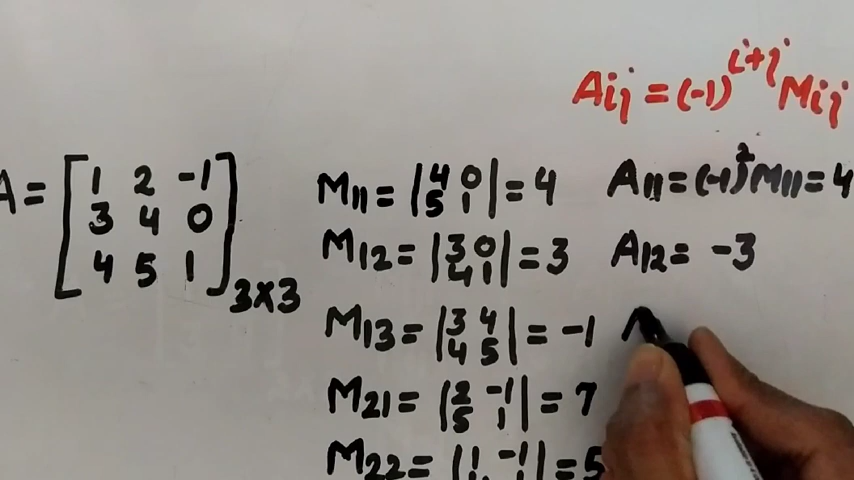 Aij = (-1)^(i+j) Mij
A = [1 2 -1
3 4 0
4 5 1] 3×3
M11 = |4 0
5 1| = 4
A11 = (-1)^2 M11 = 4
M12 = |3 0
4 1| = 3
A12 = -3
M13 = |3 4
4 5| = -1
M21 = |2 -1
5 1| = 7
M22 = |1 -1| = 5